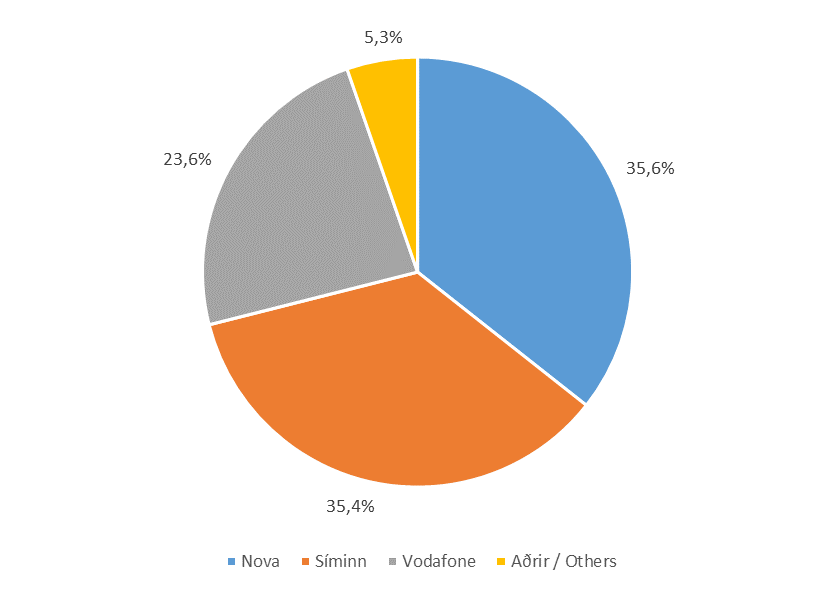 5,3%
35,6%
23,6%
35,4%
Nova Síminn Vodafone Aðrir / Others